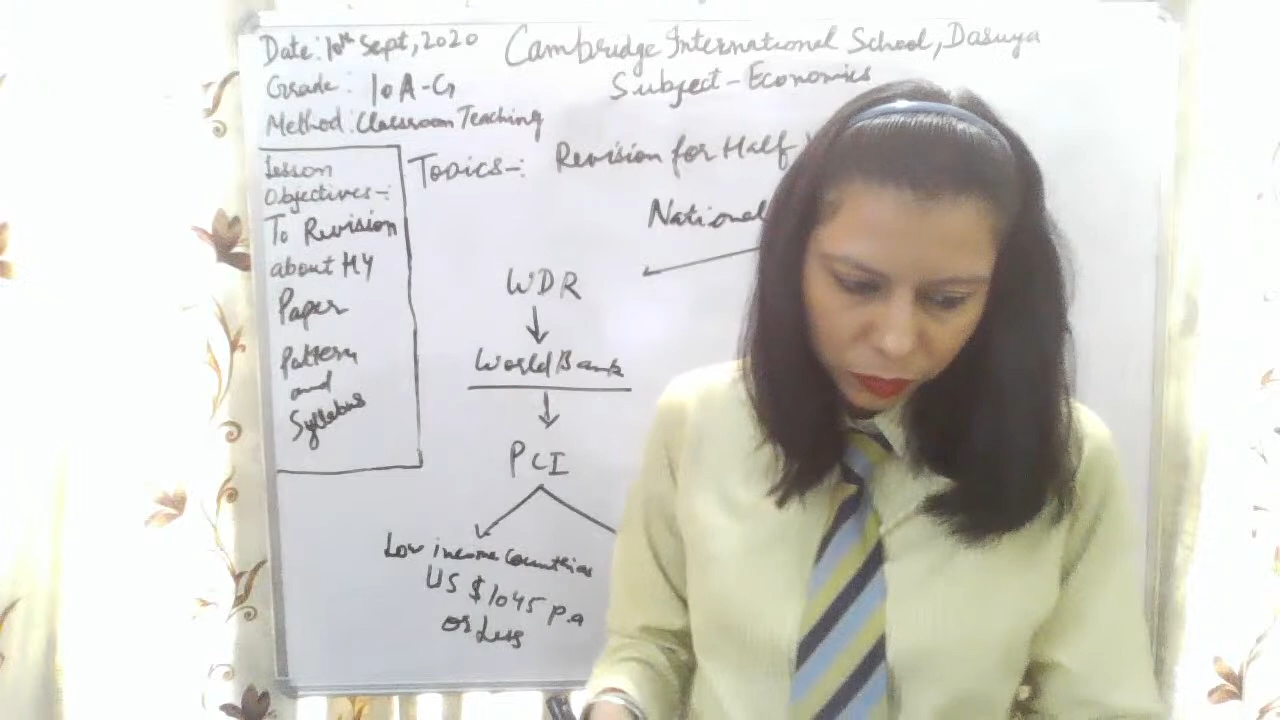 Date: 10th Sept, 2020
Cambridge International School, Dasuya
Grade: 10A-G
Subject - Economics
Method: Classroom Teaching
Lesson
Objectives -:
To Revision
about HY
Paper
Pattern
and
Syllabus
Topics -: Revision for Half
National
WDR
World Bank
PCI
Low income Countries
US $1045 p.a
or Less